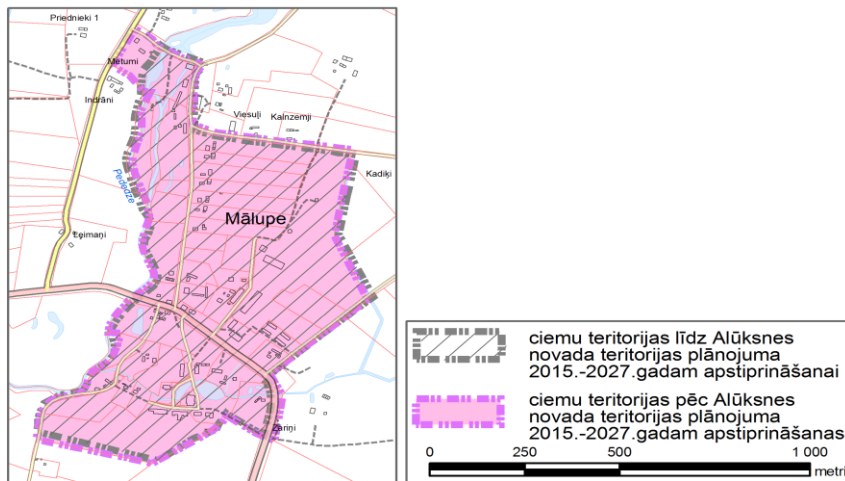 Priednieki 1
Metumi
Indrāni
Viesuļi
Kalnzemji
Kadiķi
Pededze
Mālupe
Leimaņi
Zariņi
ciemu teritorijas līdz Alūksnes
novada teritorijas plānojuma
2015.-2027.gadam apstiprināšanai
ciemu teritorijas pēc Alūksnes
novada teritorijas plānojuma
2015.-2027.gadam apstiprināšanas
0 250 500 1 000
metri